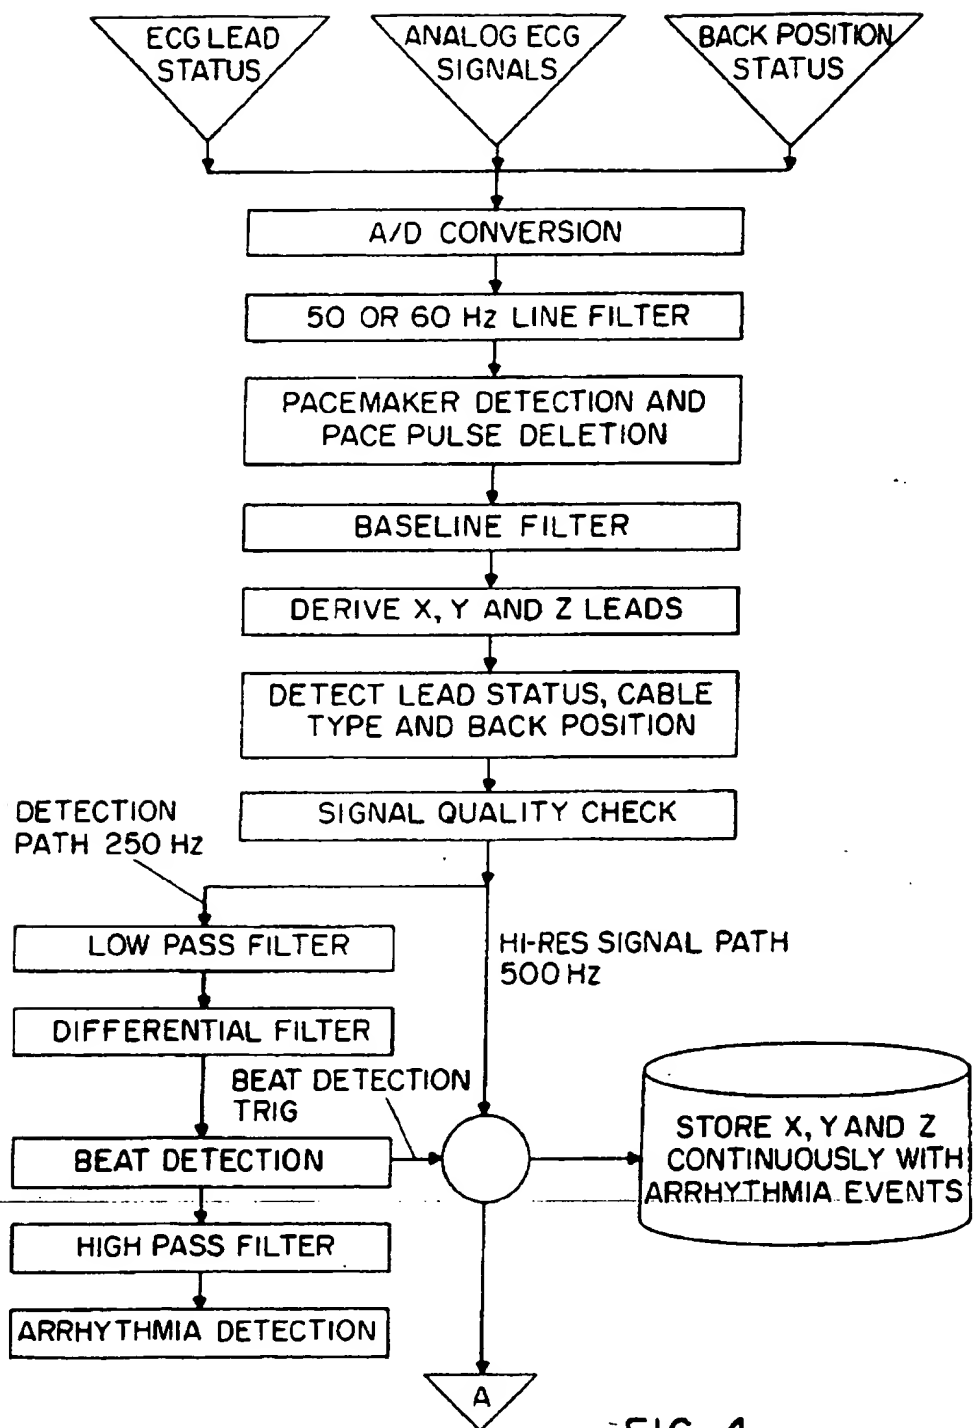 ECG LEAD
STATUS
ANALOG ECG
SIGNALS
BACK POSITION
STATUS
A/D CONVERSION
50 OR 60 Hz LINE FILTER
PACEMAKER DETECTION AND
PACE PULSE DELETION
BASELINE FILTER
DERIVE X, Y AND Z LEADS
DETECT LEAD STATUS, CABLE
TYPE AND BACK POSITION
SIGNAL QUALITY CHECK
DETECTION
PATH 250 Hz
LOW PASS FILTER
HI-RES SIGNAL PATH
500 Hz
DIFFERENTIAL FILTER
BEAT DETECTION
TRIG
BEAT DETECTION
STORE X, Y AND Z
CONTINUOUSLY WITH
ARRHYTHMIA EVENTS
HIGH PASS FILTER
ARRHYTHMIA DETECTION
A